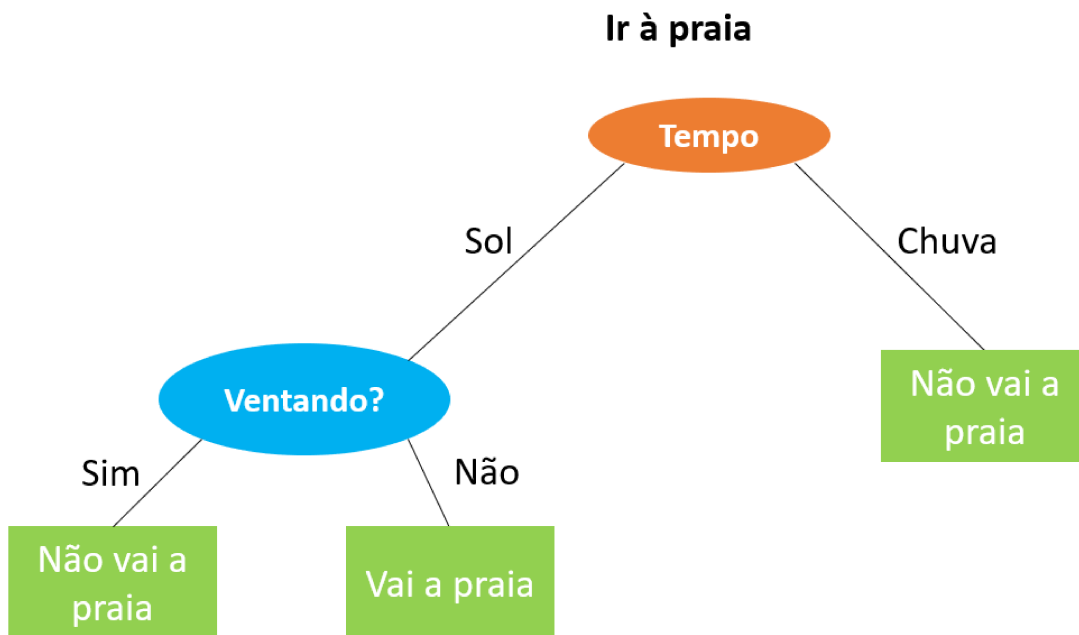 Ir à praia
Tempo
Sol
Chuva
Ventando?
Não vai a
praia
Sim
Não
Não vai a
praia
Vai a praia